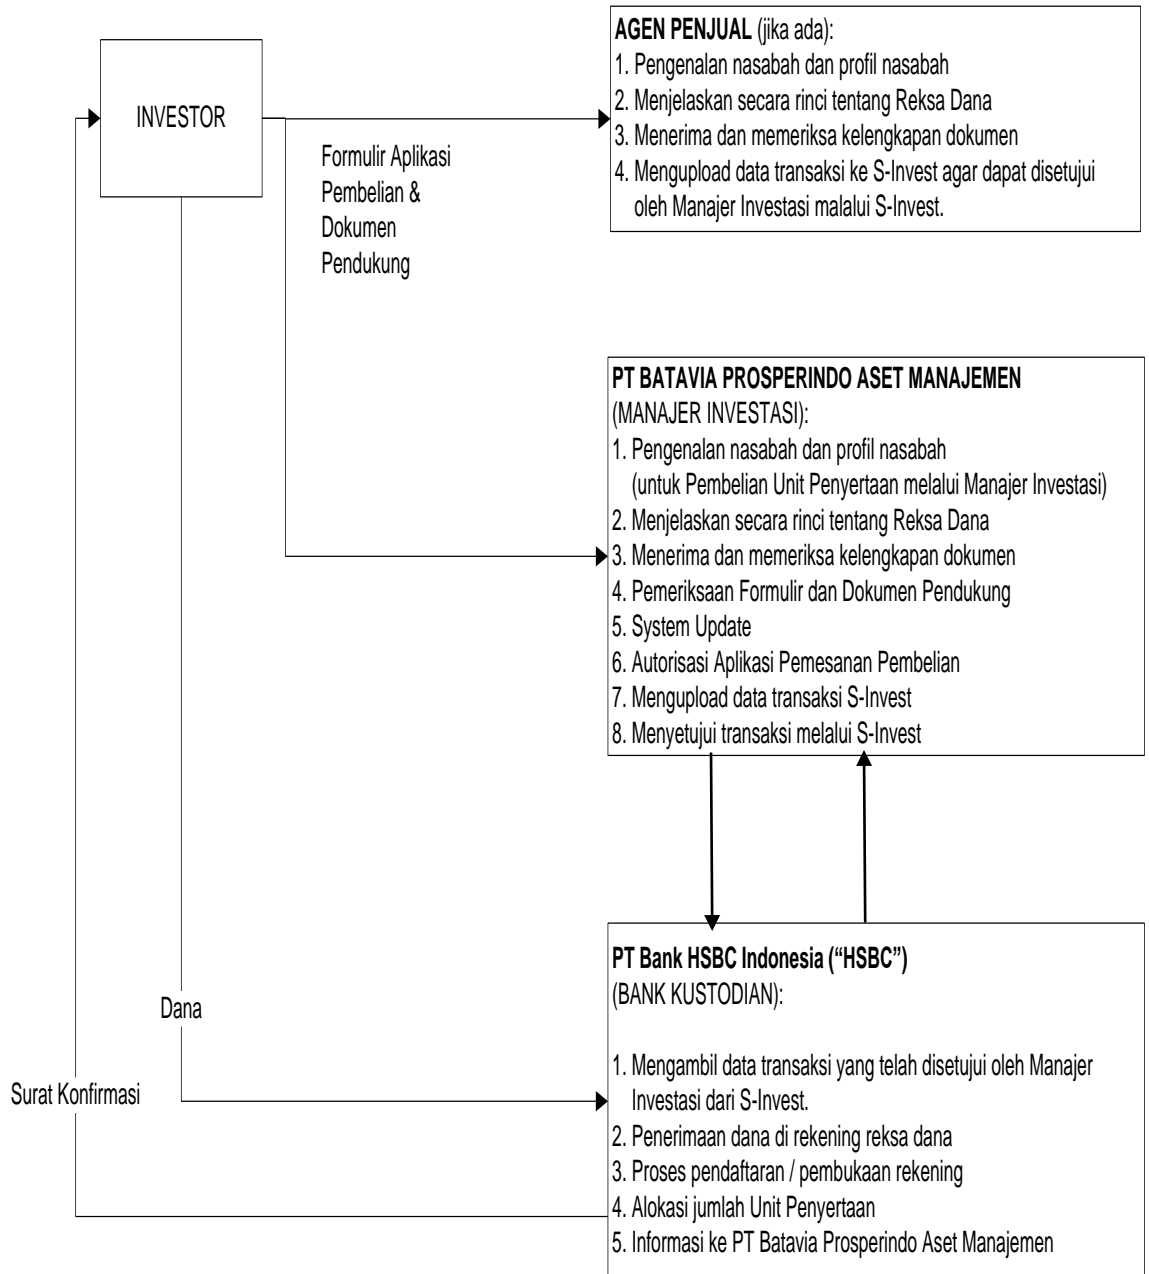 AGEN PENJUAL (jika ada):
1. Pengenalan nasabah dan profil nasabah
2. Menjelaskan secara rinci tentang Reksa Dana
3. Menerima dan memeriksa kelengkapan dokumen
4. Mengupload data transaksi ke S-Invest agar dapat disetujui
oleh Manajer Investasi malalui S-Invest.
INVESTOR
Formulir Aplikasi
Pembelian &
Dokumen
Pendukung
PT BATAVIA PROSPERINDO ASET MANAJEMEN
(MANAJER INVESTASI):
1. Pengenalan nasabah dan profil nasabah
(untuk Pembelian Unit Penyertaan melalui Manajer Investasi)
2. Menjelaskan secara rinci tentang Reksa Dana
3. Menerima dan memeriksa kelengkapan dokumen
4. Pemeriksaan Formulir dan Dokumen Pendukung
5. System Update
6. Autorisasi Aplikasi Pemesanan Pembelian
7. Mengupload data transaksi S-Invest
8. Menyetujui transaksi melalui S-Invest
PT Bank HSBC Indonesia (“HSBC”)
(BANK KUSTODIAN):
1. Mengambil data transaksi yang telah disetujui oleh Manajer
Investasi dari S-Invest.
2. Penerimaan dana di rekening reksa dana
3. Proses pendaftaran / pembukaan rekening
4. Alokasi jumlah Unit Penyertaan
5. Informasi ke PT Batavia Prosperindo Aset Manajemen
Dana
Surat Konfirmasi